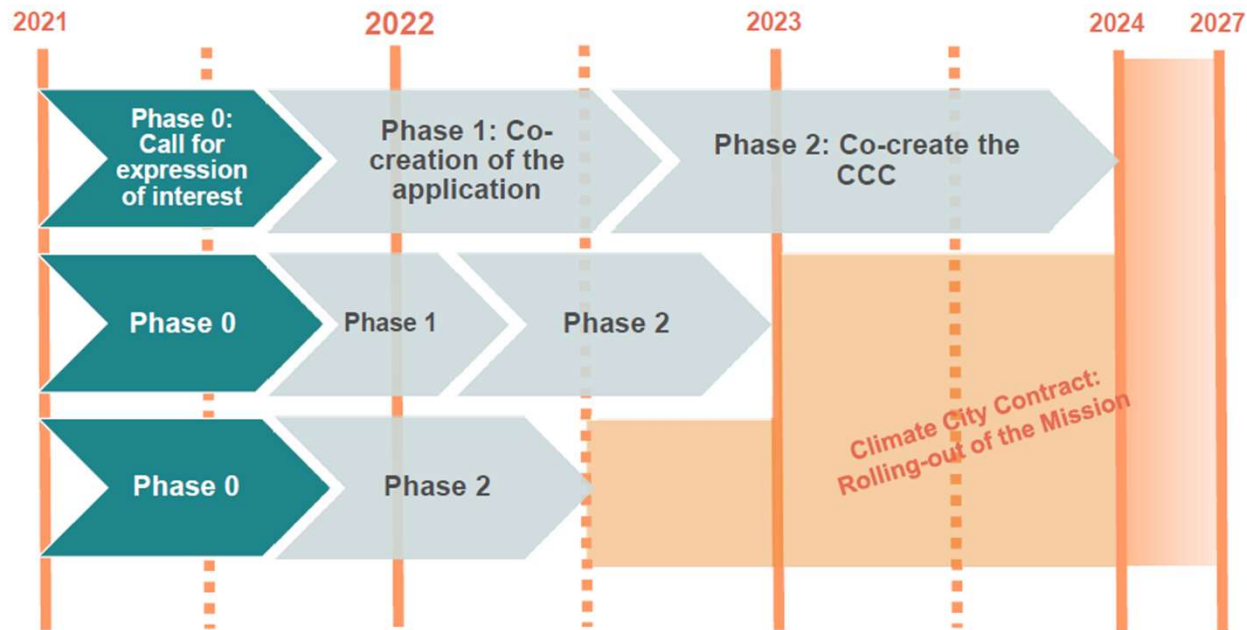 2021
2022
2023
2024
2027
Phase 0:
Call for
expression
of interest
Phase 1: Co-
creation of the
application
Phase 2: Co-create the
CCC
Phase 0
Phase 1
Phase 2
Phase 0
Phase 2
Climate City Contract:
Rolling-out of the Mission